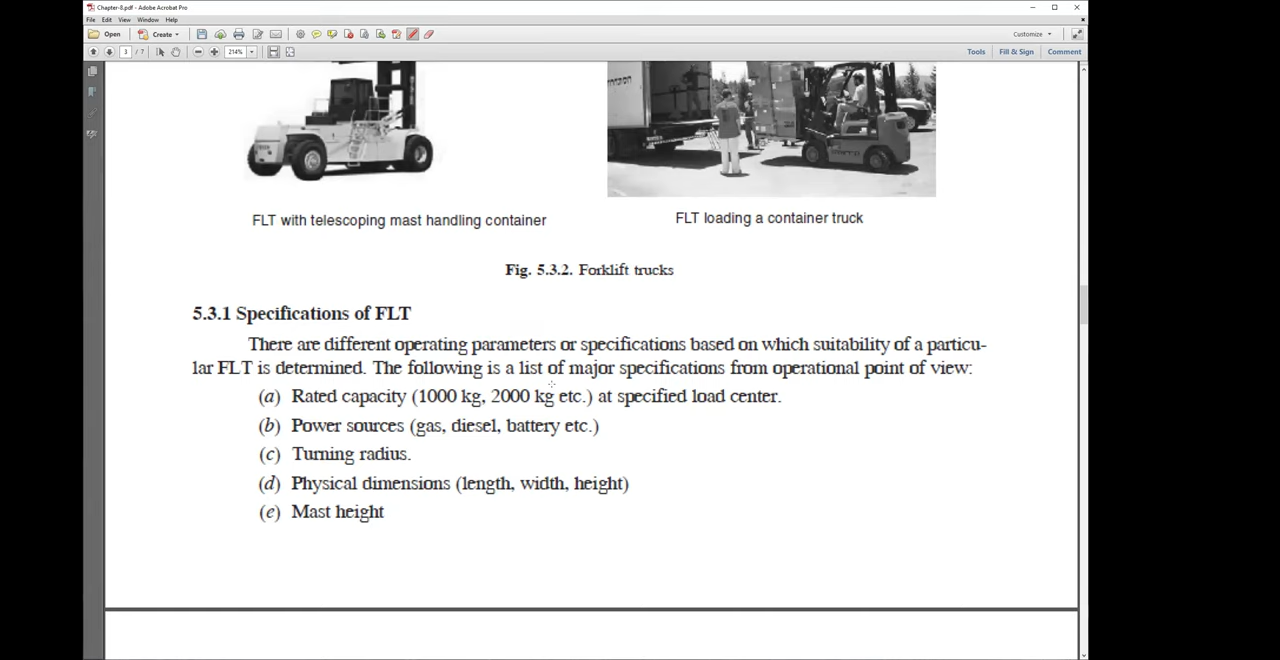 Chapter-8.pdf - Adobe Acrobat Pro
File Edit View Window Help
Open Create Customize
3 / 7 214% Tools Fill & Sign Comment
FLT with telescoping mast handling container
FLT loading a container truck
Fig. 5.3.2. Forklift trucks
5.3.1 Specifications of FLT
There are different operating parameters or specifications based on which suitability of a particu-
lar FLT is determined. The following is a list of major specifications from operational point of view:
(a) Rated capacity (1000 kg, 2000 kg etc.) at specified load center.
(b) Power sources (gas, diesel, battery etc.)
(c) Turning radius.
(d) Physical dimensions (length, width, height)
(e) Mast height